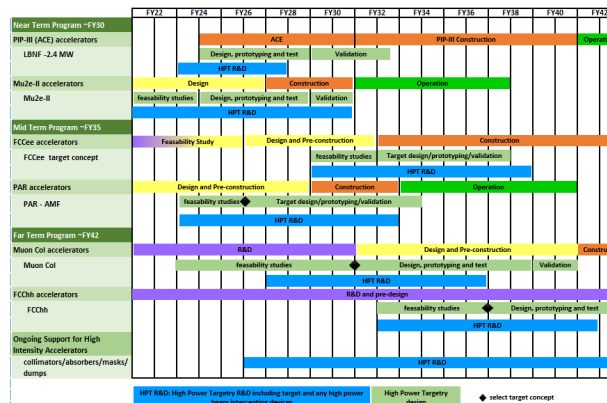 FY22 FY24 FY26 FY28 FY30 FY32 FY34 FY36 FY38 FY40 FY42
Near Term Program ~FY30
PIP-III (ACE) accelerators ACE PIP-III Construction Operati
LBNF -2.4 MW Design, prototyping and test Validation
HPT R&D
Mu2e-II accelerators Design Construction Operation
Mu2e-II feasability studies Design, prototyping and test Validation
HPT R&D
Mid Term Program ~FY35
FCCee accelerators Feasability Study Design and Pre-construction Construction
FCCee target concept feasability studies Target design/prototyping/validation
HPT R&D
PAR accelerators Design and Pre-construction Construction Operation
PAR - AMF feasability studies Target design/prototyping/validation
HPT R&D
Far Term Program ~FY42
Muon Col accelerators R&D Design and Pre-construction Constru
Muon Col feasability studies Design, prototyping and test Validation
HPT R&D
FCChh accelerators R&D and pre-design
FCChh feasability studies Design, prototyping and test
HPT R&D
Ongoing Support for High
Intensity Accelerators
collimators/absorbers/masks/
dumps HPT R&D
HPT R&D: High Power Targetry R&D including target and any high power
beam intercepting devices
High Power Targetry
design
select target concept